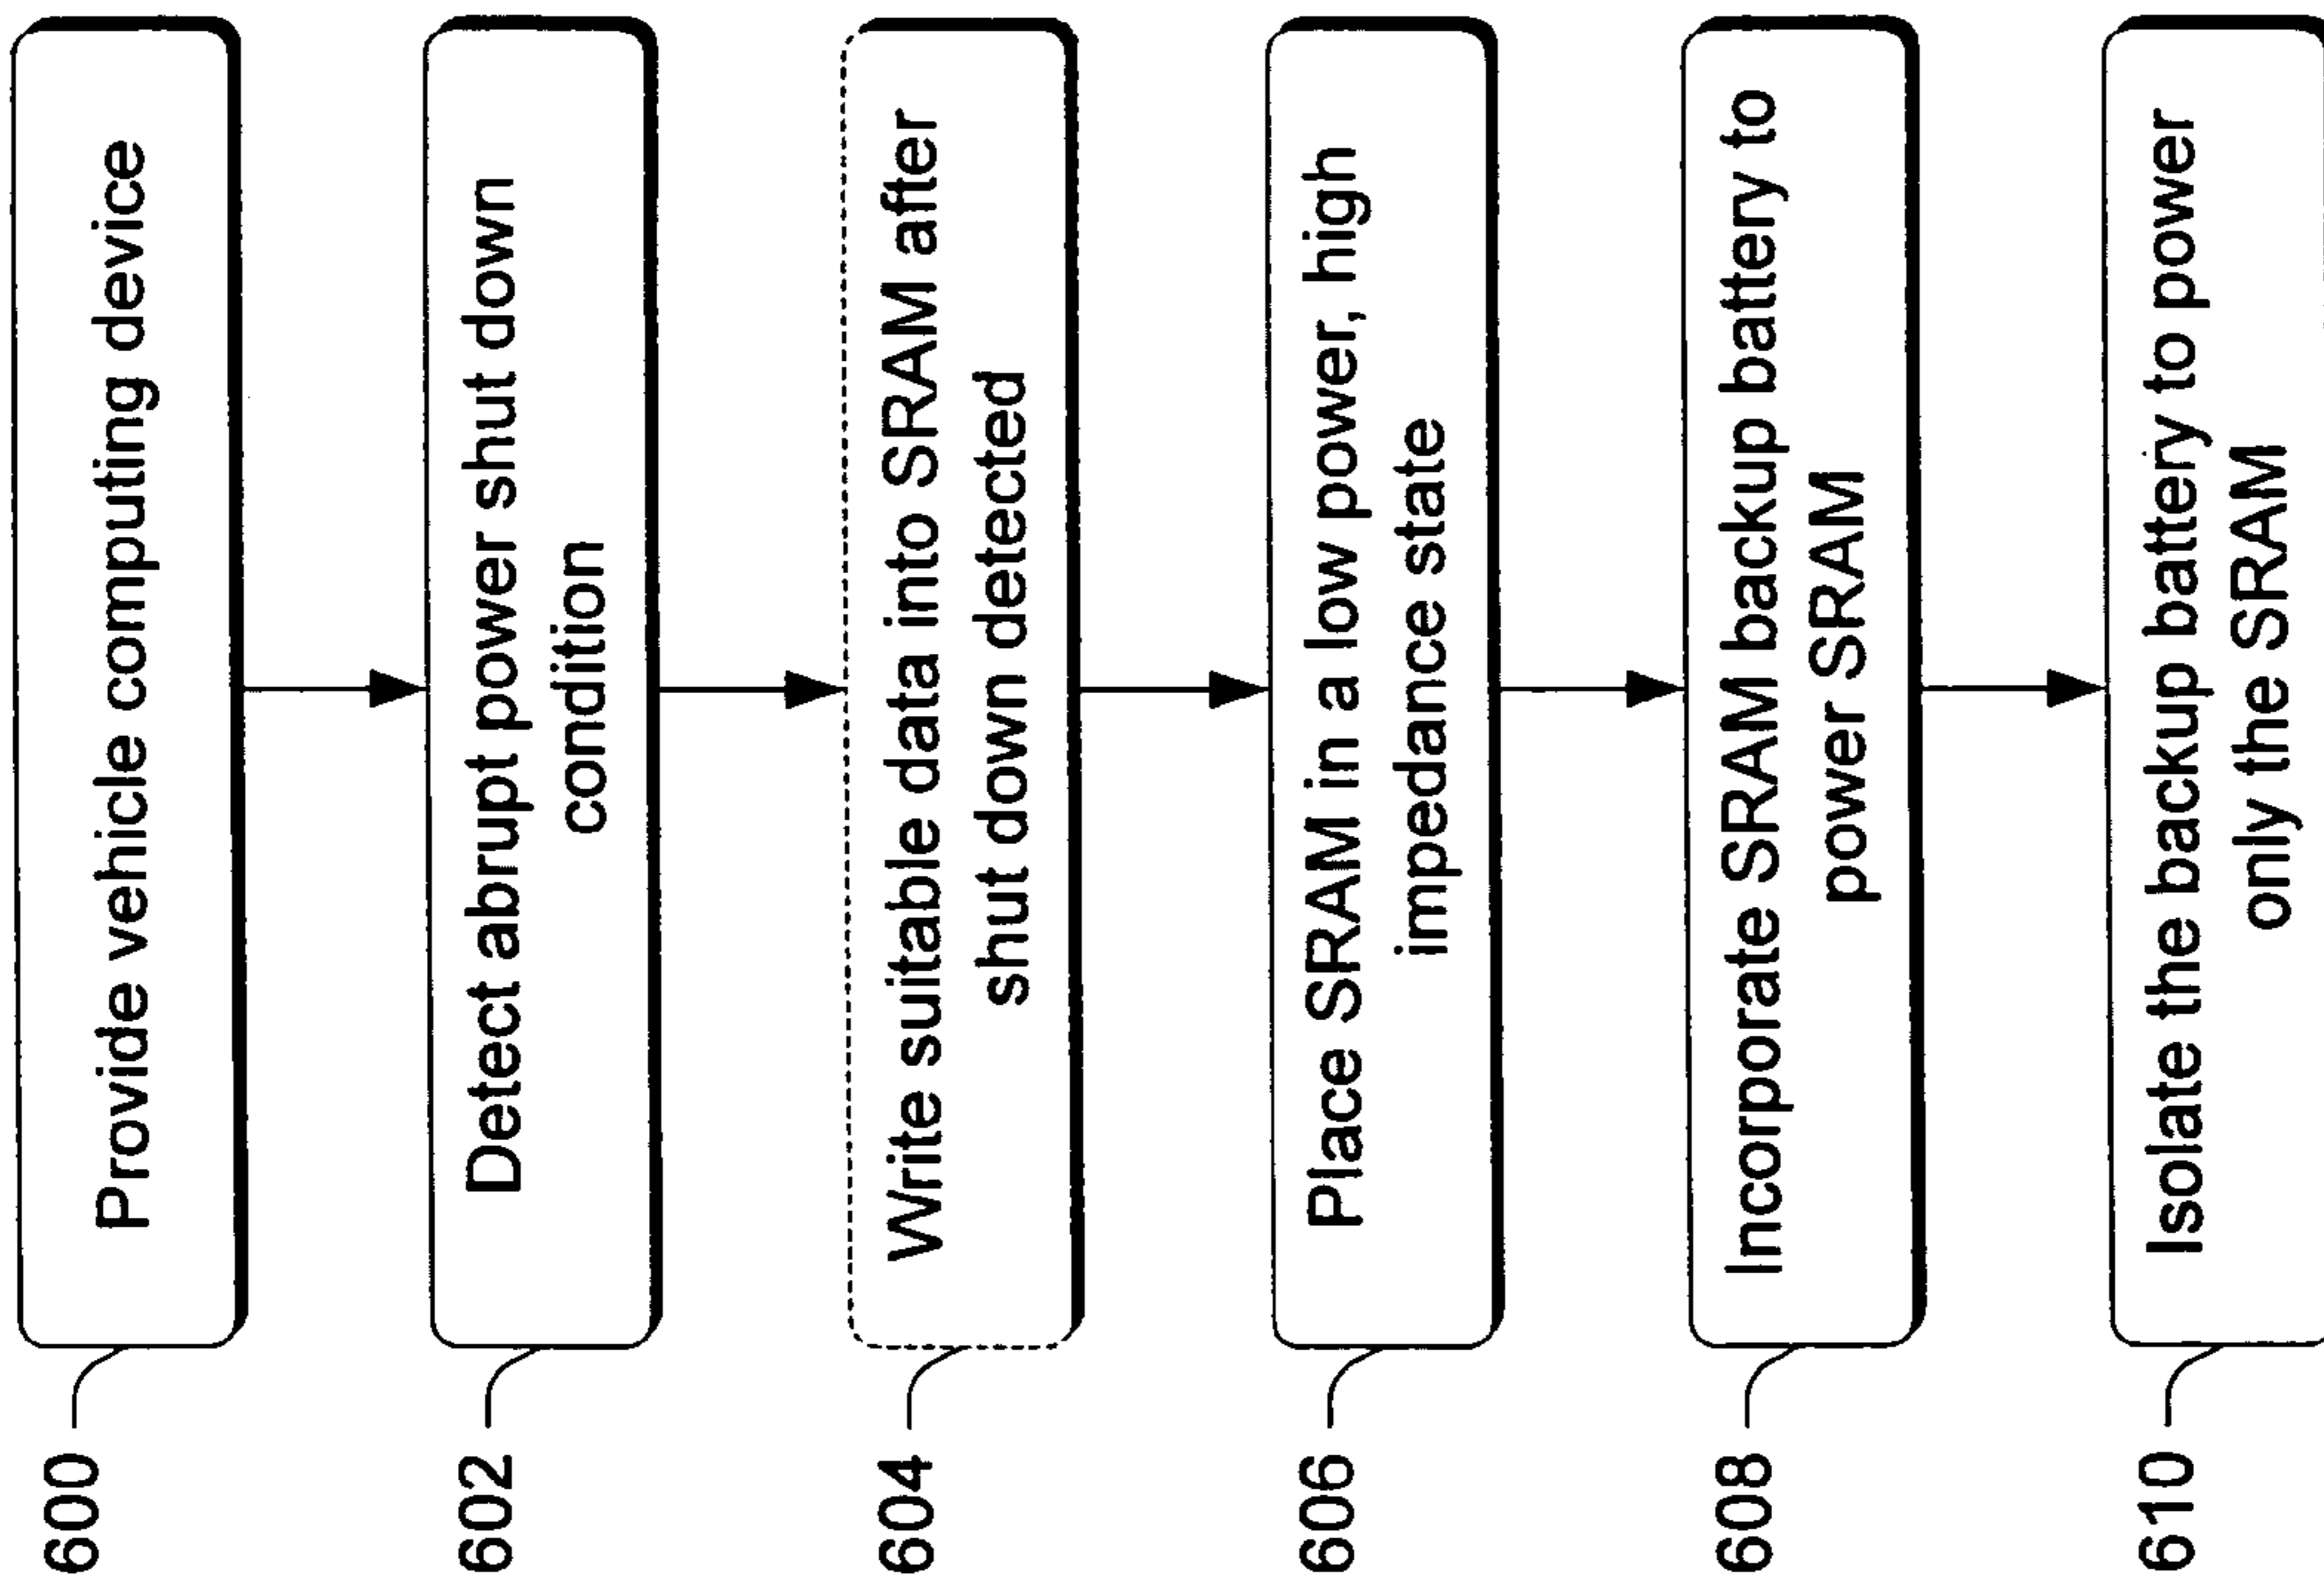 600
Provide vehicle computing device
602
Detect abrupt power shut down
condition
604
Write suitable data into SRAM after
shut down detected
606
Place SRAM in a low power, high
impedance state
608
Incorporate SRAM backup battery to
power SRAM
610
Isolate the backup battery to power
only the SRAM